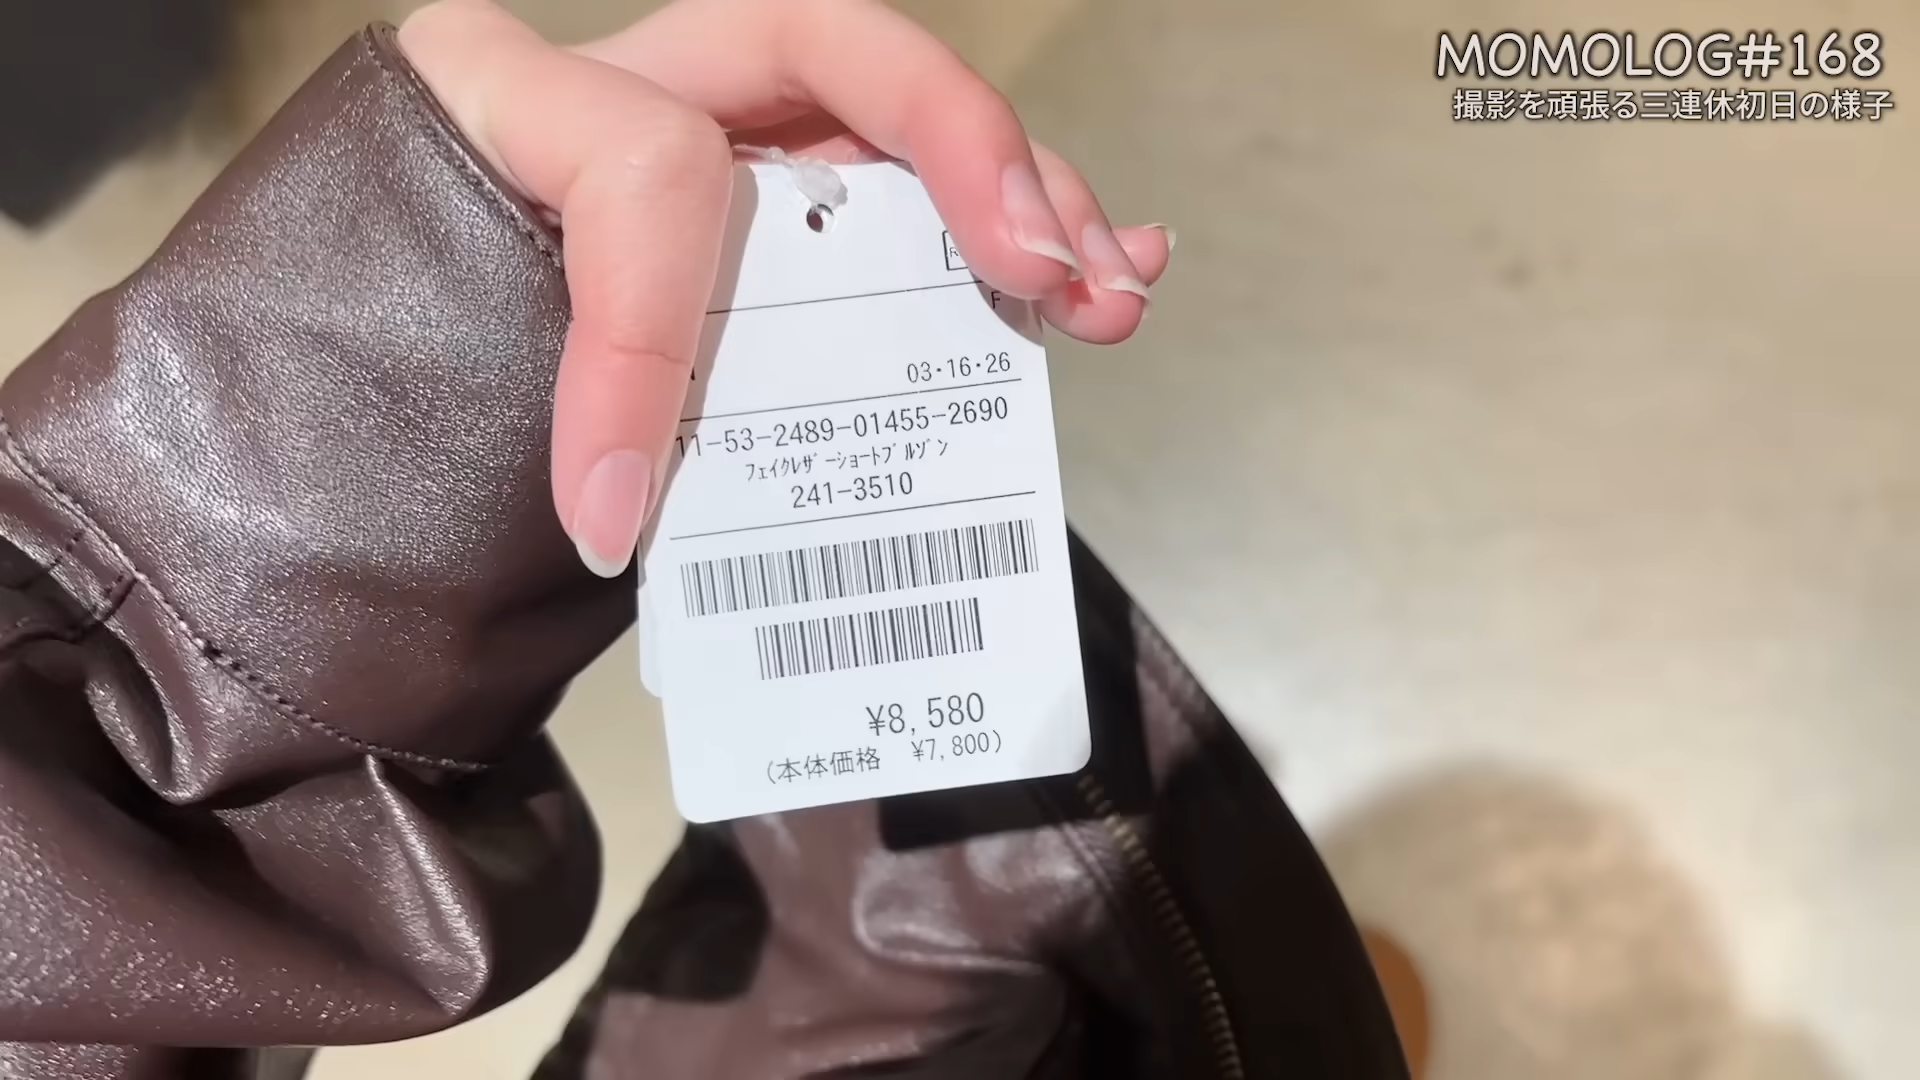 MOMOLOG#168
撮影を頑張る三連休初日の様子
F
03・16・26
11-53-2489-01455-2690
フェイクレザーショートブルゾン
241-3510
¥8,580
(本体価格 ¥7,800)